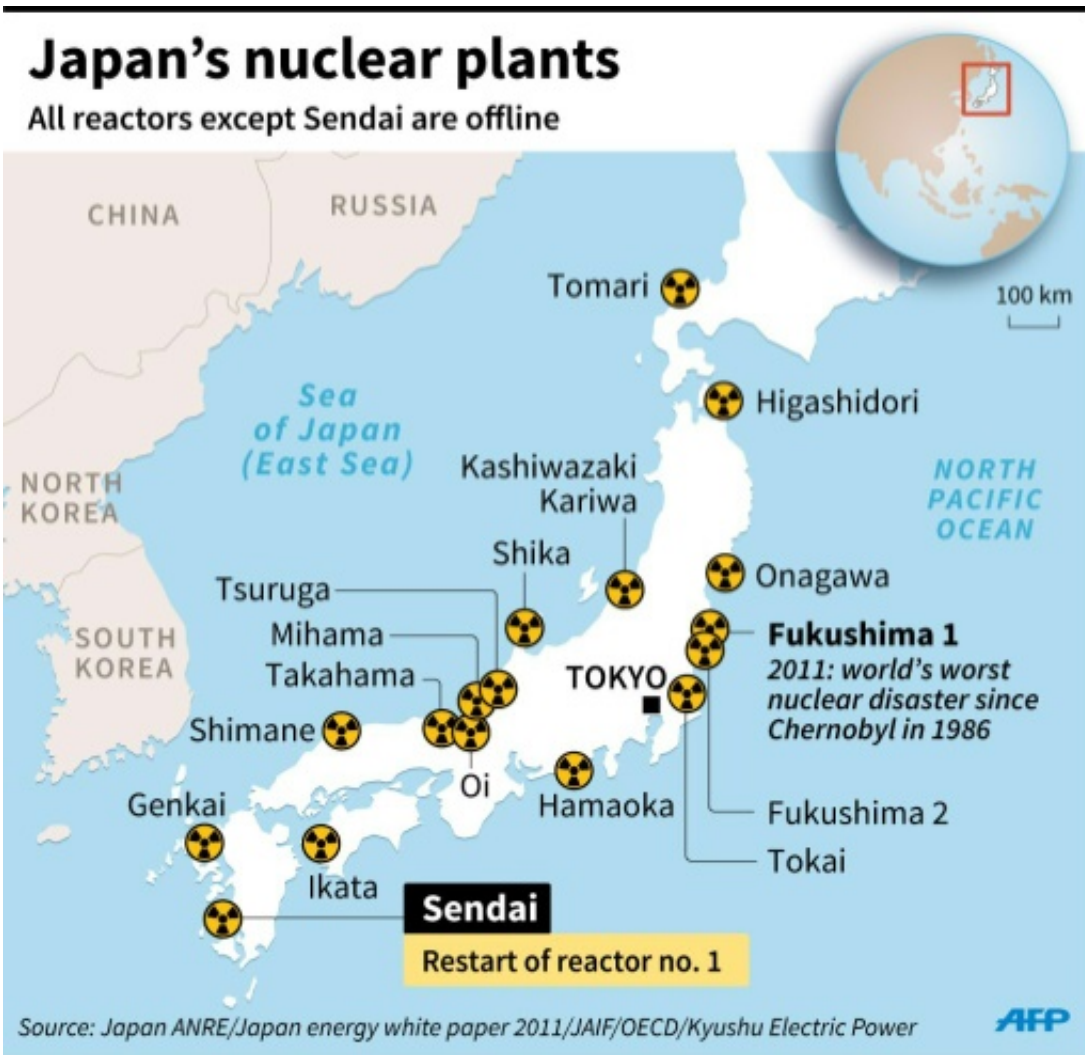 Japan's nuclear plants
All reactors except Sendai are offline
CHINA
RUSSIA
Tomari
100 km
Higashidori
Sea
of Japan
(East Sea)
Kashiwazaki
Kariwa
NORTH
PACIFIC
OCEAN
NORTH
KOREA
Shika
Onagawa
Tsuruga
Mihama
Takahama
SOUTH
KOREA
Fukushima 1
2011: world's worst
nuclear disaster since
Chernobyl in 1986
TOKYO
Shimane
Oi
Hamaoka
Genkai
Fukushima 2
Tokai
Ikata
Sendai
Restart of reactor no. 1
Source: Japan ANRE/Japan energy white paper 2011/JAIF/OECD/Kyushu Electric Power
AFP